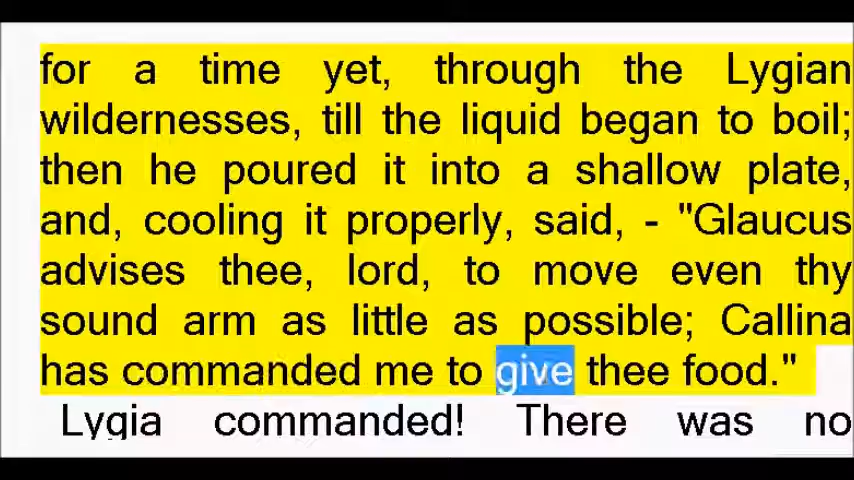 for a time yet, through the Lygian
wildernesses, till the liquid began to boil;
then he poured it into a shallow plate,
and, cooling it properly, said, - "Glaucus
advises thee, lord, to move even thy
sound arm as little as possible; Callina
has commanded me to give thee food."
Lygia commanded! There was no